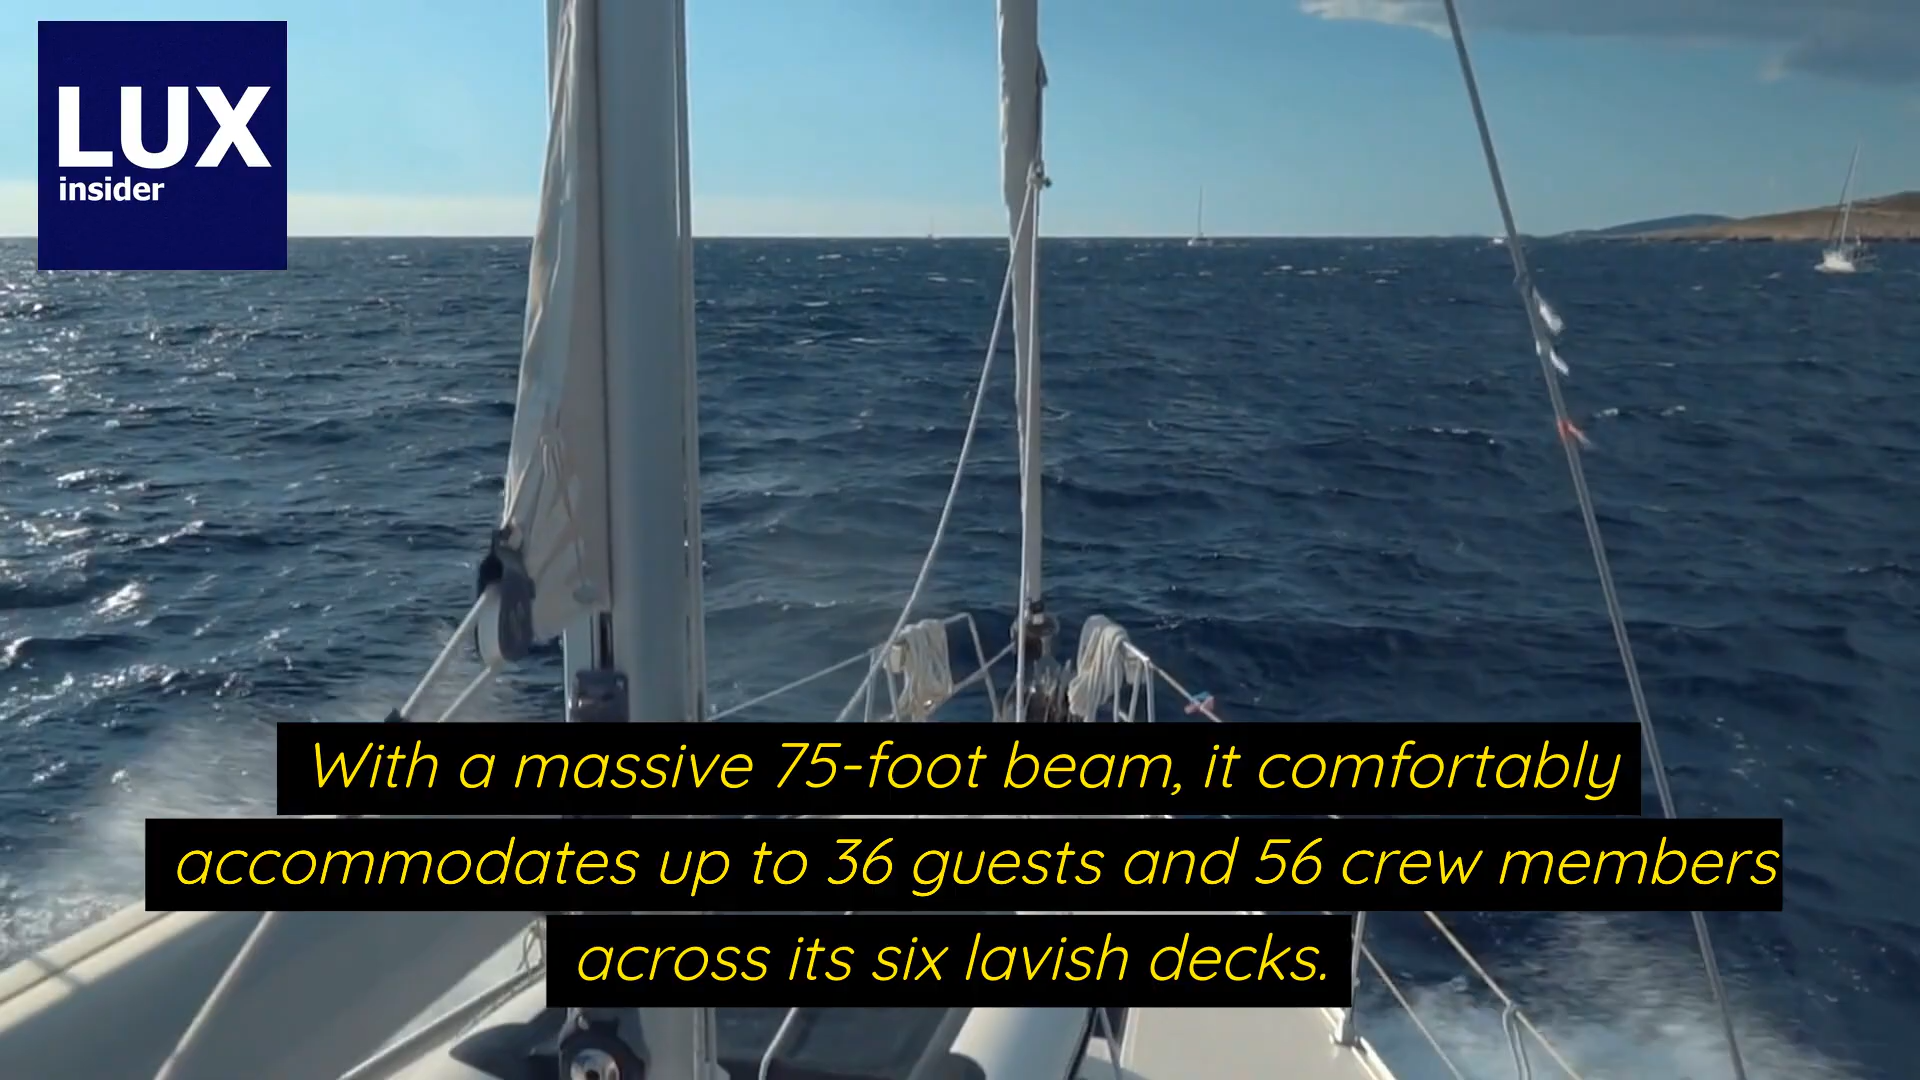 LUX
insider
With a massive 75-foot beam, it comfortably
accommodates up to 36 guests and 56 crew members
across its six lavish decks.